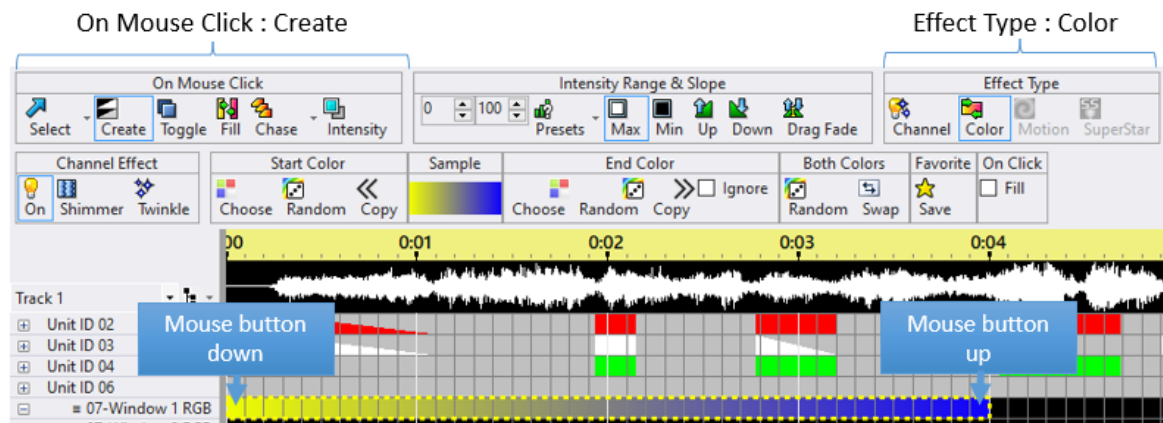 On Mouse Click : Create
Effect Type : Color
On Mouse Click
Intensity Range & Slope
Effect Type
0
100
Select
Create
Toggle
Fill
Chase
Intensity
Presets
Max
Min
Up
Down
Drag Fade
Channel
Color
Motion
SuperStar
Channel Effect
Start Color
Sample
End Color
Both Colors
Favorite
On Click
On
Shimmer
Twinkle
Choose
Random
Copy
Choose
Random
Copy
Ignore
Random
Swap
Save
Fill
00
0:01
0:02
0:03
0:04
Track 1
Unit ID 02
Unit ID 03
Unit ID 04
Unit ID 06
07-Window 1 RGB
Mouse button
down
Mouse button
up